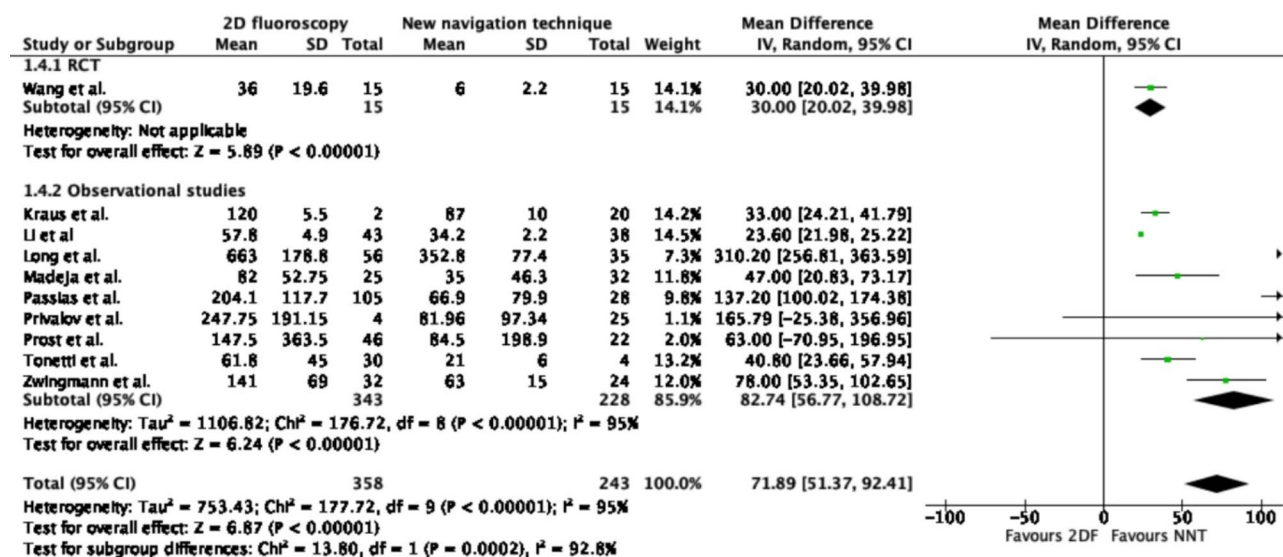 2D fluoroscopy New navigation technique Mean Difference Mean Difference
Study or Subgroup Mean SD Total Mean SD Total Weight IV, Random, 95% CI IV, Random, 95% CI
1.4.1 RCT
Wang et al. 36 19.6 15 6 2.2 15 14.1% 30.00 [20.02, 39.98]
Subtotal (95% CI) 15 15 14.1% 30.00 [20.02, 39.98]
Heterogeneity: Not applicable
Test for overall effect: Z = 5.89 (P < 0.00001)
1.4.2 Observational studies
Kraus et al. 120 5.5 2 87 10 20 14.2% 33.00 [24.21, 41.79]
Li et al 57.8 4.9 43 34.2 2.2 38 14.5% 23.60 [21.98, 25.22]
Long et al. 663 178.8 56 352.8 77.4 35 7.3% 310.20 [256.81, 363.59]
Madeja et al. 82 52.75 25 35 46.3 32 11.8% 47.00 [20.83, 73.17]
Passias et al. 204.1 117.7 105 66.9 79.9 28 9.8% 137.20 [100.02, 174.38]
Privalov et al. 247.75 191.15 4 81.96 97.34 25 1.1% 165.79 [-25.38, 356.96]
Prost et al. 147.5 363.5 46 84.5 198.9 22 2.0% 63.00 [-70.95, 196.95]
Tonetti et al. 61.8 45 30 21 6 4 13.2% 40.80 [23.66, 57.94]
Zwingmann et al. 141 69 32 63 15 24 12.0% 78.00 [53.35, 102.65]
Subtotal (95% CI) 343 228 85.9% 82.74 [56.77, 108.72]
Heterogeneity: Tau² = 1106.82; Chi² = 176.72, df = 8 (P < 0.00001); I² = 95%
Test for overall effect: Z = 6.24 (P < 0.00001)
Total (95% CI) 358 243 100.0% 71.89 [51.37, 92.41]
Heterogeneity: Tau² = 753.43; Chi² = 177.72, df = 9 (P < 0.00001); I² = 95%
Test for overall effect: Z = 6.87 (P < 0.00001)
Test for subgroup differences: Chi² = 13.80, df = 1 (P = 0.0002), I² = 92.8%
-100 -50 0 50 100
Favours 2DF Favours NNT